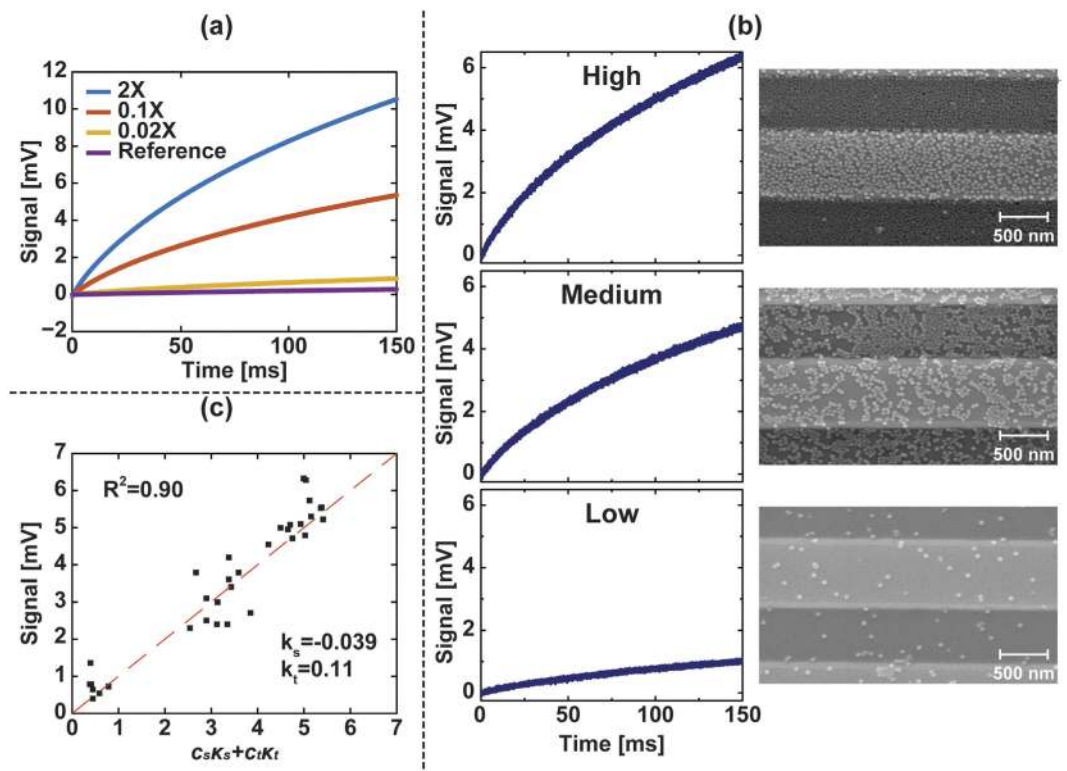 (a)
12
10
8
6
4
2
0
−2
Signal [mV]
2X
0.1X
0.02X
Reference
0
50
100
150
Time [ms]
(b)
High
6
4
2
0
Signal [mV]
500 nm
Medium
6
4
2
0
Signal [mV]
500 nm
Low
6
4
2
0
Signal [mV]
0
50
100
150
Time [ms]
500 nm
(c)
7
6
5
4
3
2
1
0
Signal [mV]
R²=0.90
kₛ=-0.039
kₜ=0.11
0 1 2 3 4 5 6 7
cₛKₛ+cₜKₜ